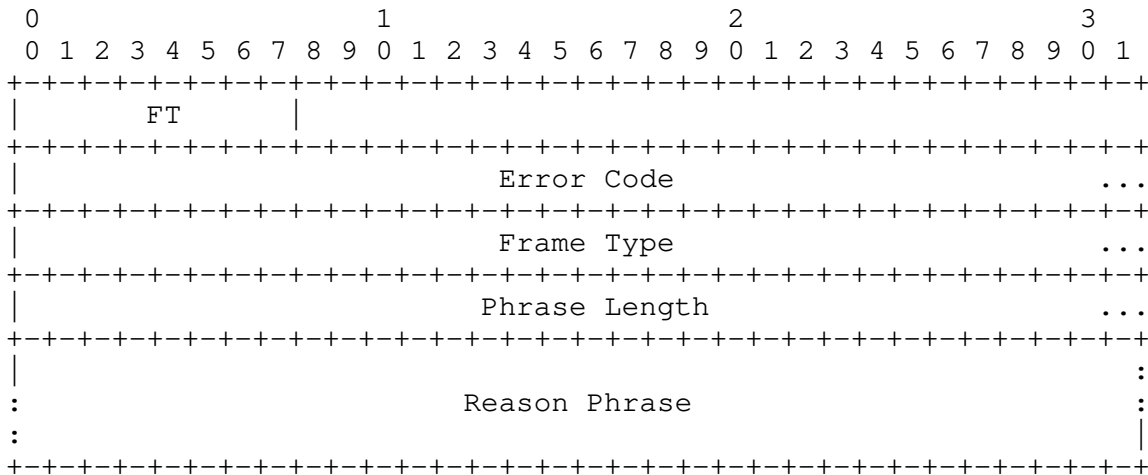 0                   1                   2                   3
 0 1 2 3 4 5 6 7 8 9 0 1 2 3 4 5 6 7 8 9 0 1 2 3 4 5 6 7 8 9 0 1
+-+-+-+-+-+-+-+-+-+-+-+-+-+-+-+-+-+-+-+-+-+-+-+-+-+-+-+-+-+-+-+-+
|       FT      |
+-+-+-+-+-+-+-+-+-+-+-+-+-+-+-+-+-+-+-+-+-+-+-+-+-+-+-+-+-+-+-+-+
|                           Error Code                        ...
+-+-+-+-+-+-+-+-+-+-+-+-+-+-+-+-+-+-+-+-+-+-+-+-+-+-+-+-+-+-+-+-+
|                           Frame Type                        ...
+-+-+-+-+-+-+-+-+-+-+-+-+-+-+-+-+-+-+-+-+-+-+-+-+-+-+-+-+-+-+-+-+
|                          Phrase Length                      ...
+-+-+-+-+-+-+-+-+-+-+-+-+-+-+-+-+-+-+-+-+-+-+-+-+-+-+-+-+-+-+-+-+
|                                                               :
:                         Reason Phrase                         :
:                                                               |
+-+-+-+-+-+-+-+-+-+-+-+-+-+-+-+-+-+-+-+-+-+-+-+-+-+-+-+-+-+-+-+-+